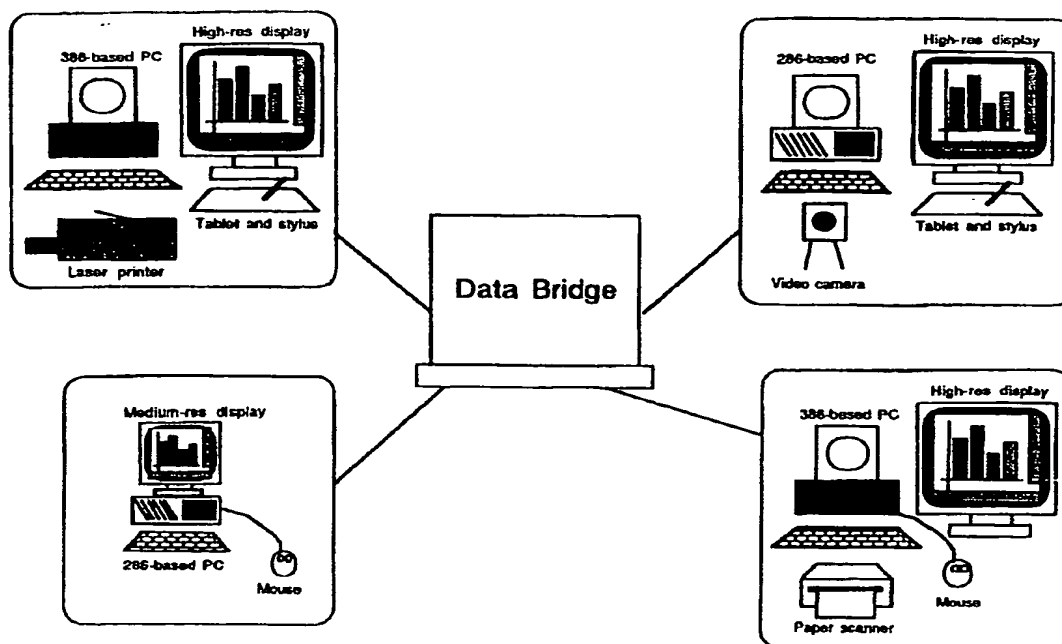 High-res display
386-based PC
Tablet and stylus
Laser printer
High-res display
286-based PC
Tablet and stylus
Video camera
Data Bridge
Medium-res display
286-based PC
Mouse
High-res display
386-based PC
Mouse
Paper scanner